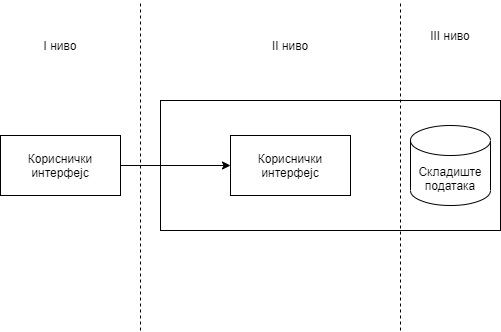 I ниво
II ниво
III ниво
Кориснички
интерфејс
Кориснички
интерфејс
Складиште
података